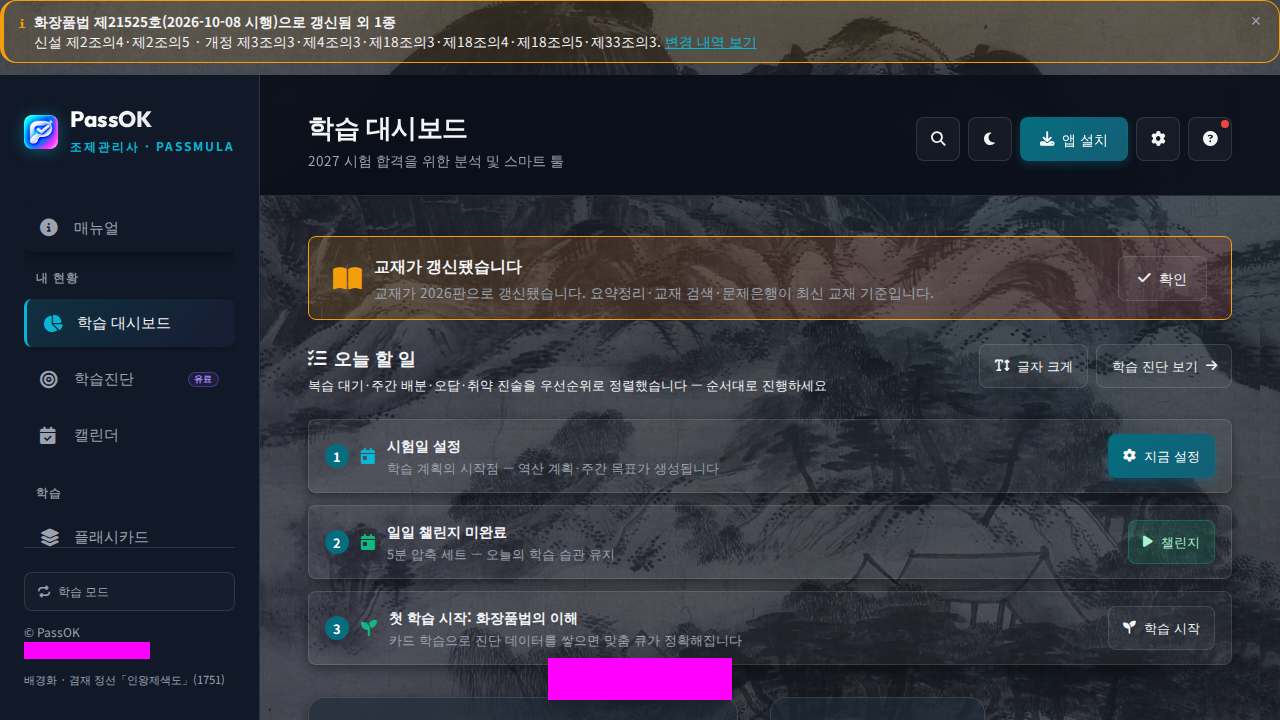 화장품법 제21525호(2026-10-08 시행)으로 갱신됨 외 1종
신설 제2조의4·제2조의5 · 개정 제3조의3·제4조의3·제18조의3·제18조의4·제18조의5·제33의3. 변경 내역 보기
PassOK
조제관리사 · PASSMULA
매뉴얼
내 현황
학습 대시보드
학습진단 유료
캘린더
학습
플래시카드
학습 모드
© PassOK
배경화 · 겸재 정선「인왕제색도」(1751)
학습 대시보드
2027 시험 합격을 위한 분석 및 스마트 툴
앱 설치
교재가 갱신됐습니다
교재가 2026판으로 갱신됐습니다. 요약정리·교재 검색·문제은행이 최신 교재 기준입니다.
확인
오늘 할 일
복습 대기·주간 배분·오답·취약 진술을 우선순위로 정렬했습니다 — 순서대로 진행하세요
글자 크게
학습 진단 보기
1
시험일 설정
학습 계획의 시작점 — 역산 계획·주간 목표가 생성됩니다
지금 설정
2
일일 챌린지 미완료
5분 압축 세트 — 오늘의 학습 습관 유지
챌린지
3
첫 학습 시작: 화장품법의 이해
카드 학습으로 진단 데이터를 쌓으면 맞춤 큐가 정확해집니다
학습 시작